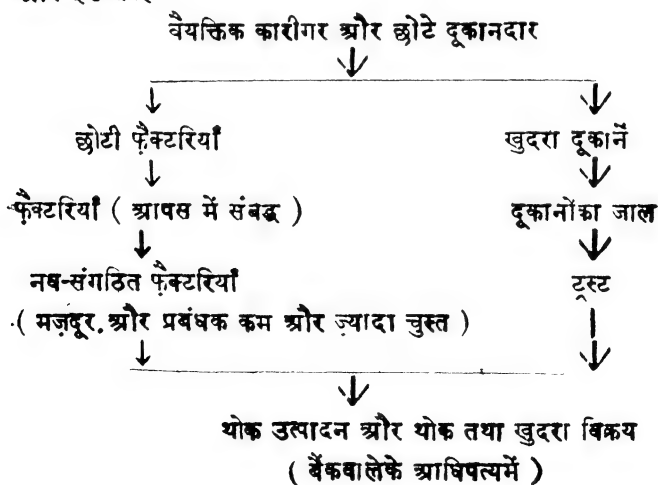 वैयक्तिक कारीगर और छोटे दूकानदार
छोटी फ़ैक्टरियाँ खुदरा दूकानें
फ़ैक्टरियाँ ( आपस में संबद्ध ) दूकानोंका जाल
नव-संगठित फ़ैक्टरियाँ ट्रस्ट
( मज़दूर. और प्रबंधक कम और ज्यादा चुस्त )
थोक उत्पादन और थोक तथा खुदरा विक्रय
( बैंकवालेके आधिपत्यमें )